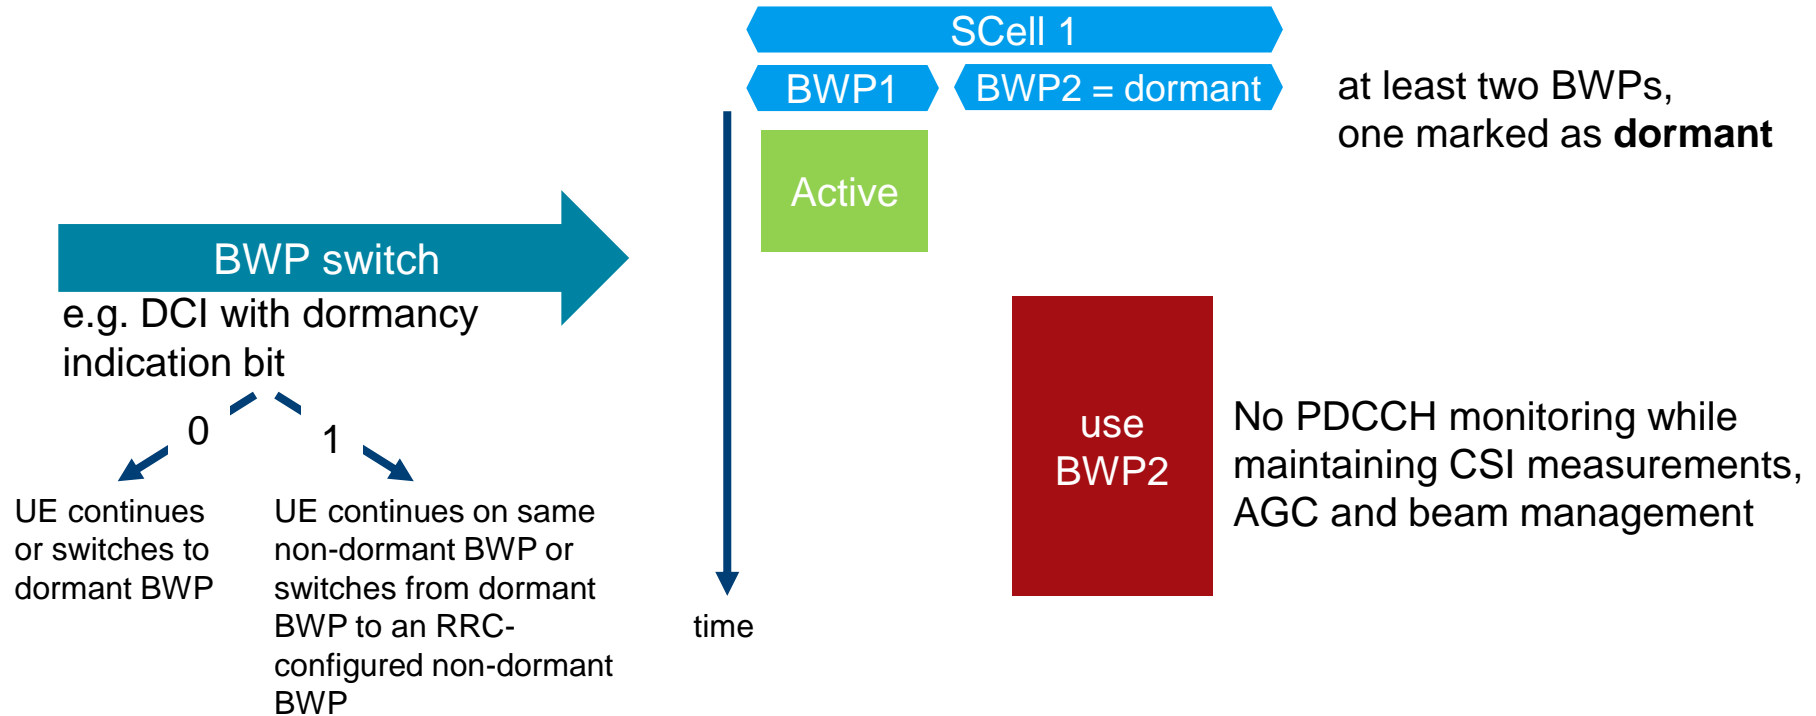 SCell 1
BWP1
BWP2 = dormant
at least two BWPs,
one marked as dormant
Active
BWP switch
e.g. DCI with dormancy
indication bit
0
1
UE continues
or switches to
dormant BWP
UE continues on same
non-dormant BWP or
switches from dormant
BWP to an RRC-
configured non-dormant
BWP
time
use
BWP2
No PDCCH monitoring while
maintaining CSI measurements,
AGC and beam management